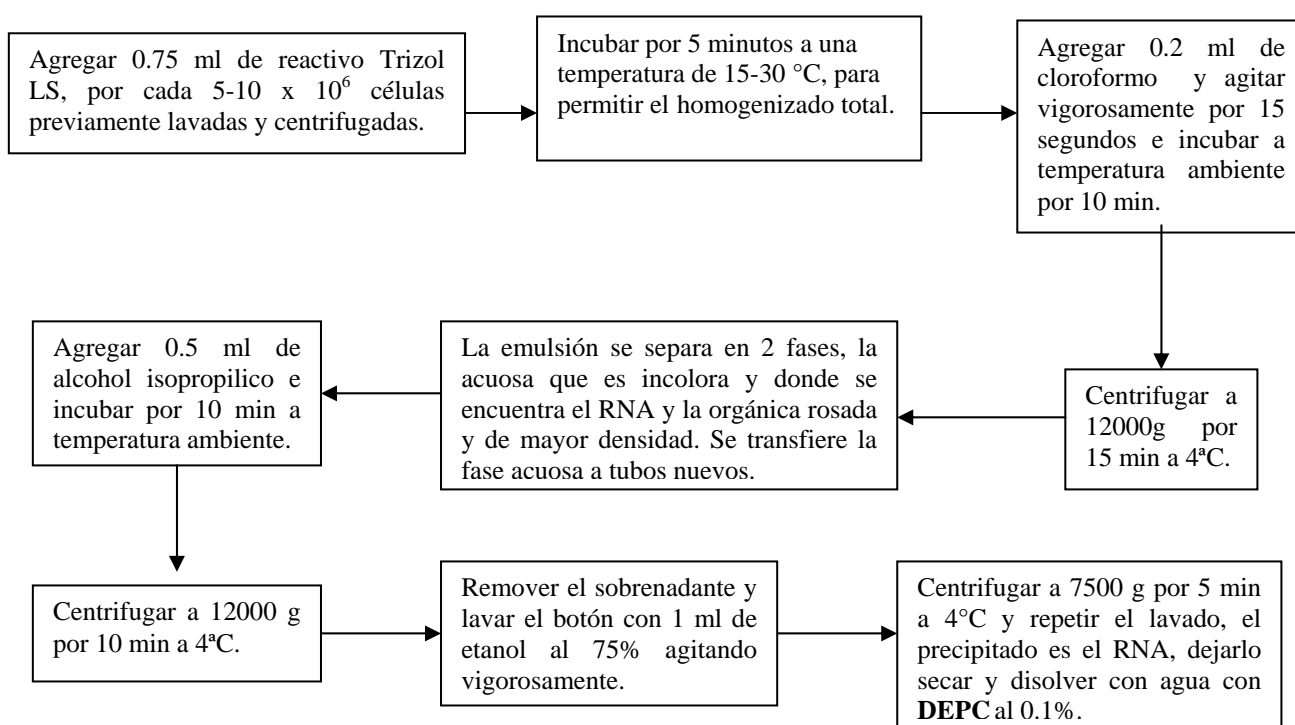 Agregar 0.75 ml de reactivo Trizol
LS, por cada 5-10 x 10⁶ células
previamente lavadas y centrifugadas.
Incubar por 5 minutos a una
temperatura de 15-30 °C, para
permitir el homogenizado total.
Agregar 0.2 ml de
cloroformo y agitar
vigorosamente por 15
segundos e incubar a
temperatura ambiente
por 10 min.
Centrifugar a
12000g por
15 min a 4ªC.
La emulsión se separa en 2 fases, la
acuosa que es incolora y donde se
encuentra el RNA y la orgánica rosada
y de mayor densidad. Se transfiere la
fase acuosa a tubos nuevos.
Agregar 0.5 ml de
alcohol isopropilico e
incubar por 10 min a
temperatura ambiente.
Centrifugar a 12000 g
por 10 min a 4ªC.
Remover el sobrenadante y
lavar el botón con 1 ml de
etanol al 75% agitando
vigorosamente.
Centrifugar a 7500 g por 5 min
a 4°C y repetir el lavado, el
precipitado es el RNA, dejarlo
secar y disolver con agua con
DEPC al 0.1%.